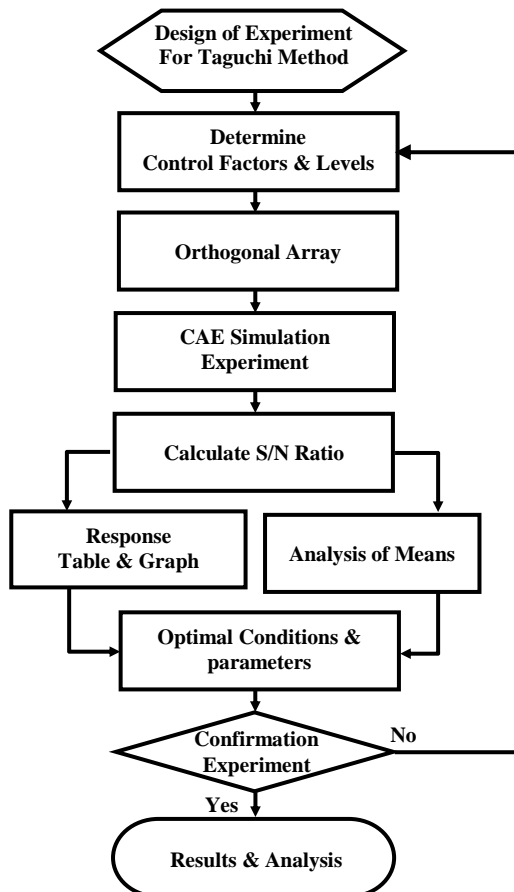 Design of Experiment
For Taguchi Method
Determine
Control Factors & Levels
Orthogonal Array
CAE Simulation
Experiment
Calculate S/N Ratio
Response
Table & Graph
Analysis of Means
Optimal Conditions &
parameters
Confirmation
Experiment
No
Yes
Results & Analysis